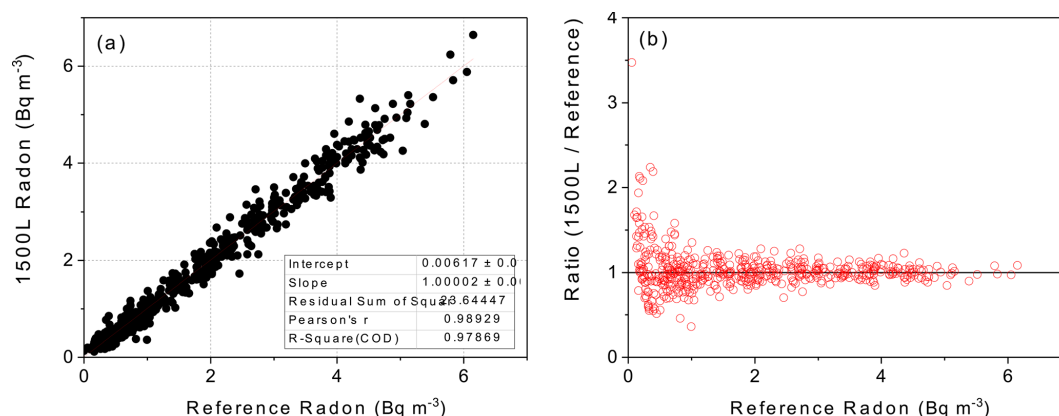 (a)
1500L Radon (Bq m-3)
6
4
2
0
Intercept 0.00617 ± 0.0
Slope 1.00002 ± 0.0
Residual Sum of Squar 23.64447
Pearson's r 0.98929
R-Square(COD) 0.97869
0 2 4 6
Reference Radon (Bq m-3)
(b)
Ratio (1500L / Reference)
4
3
2
1
0
0 2 4 6
Reference Radon (Bq m-3)